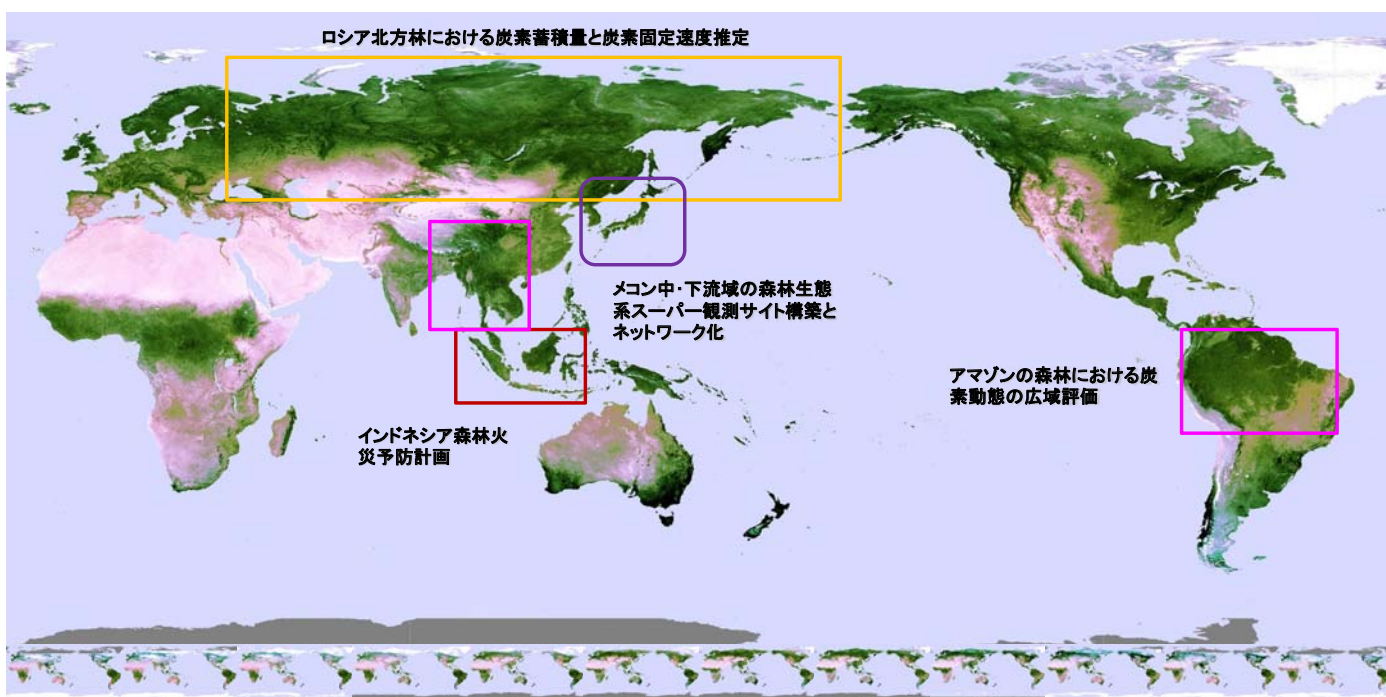 ロシア北方林における炭素蓄積量と炭素固定速度推定
メコン中・下流域の森林生態
系スーパー観測サイト構築と
ネットワーク化
アマゾンの森林における炭
素動態の広域評価
インドネシア森林火
災予防計画